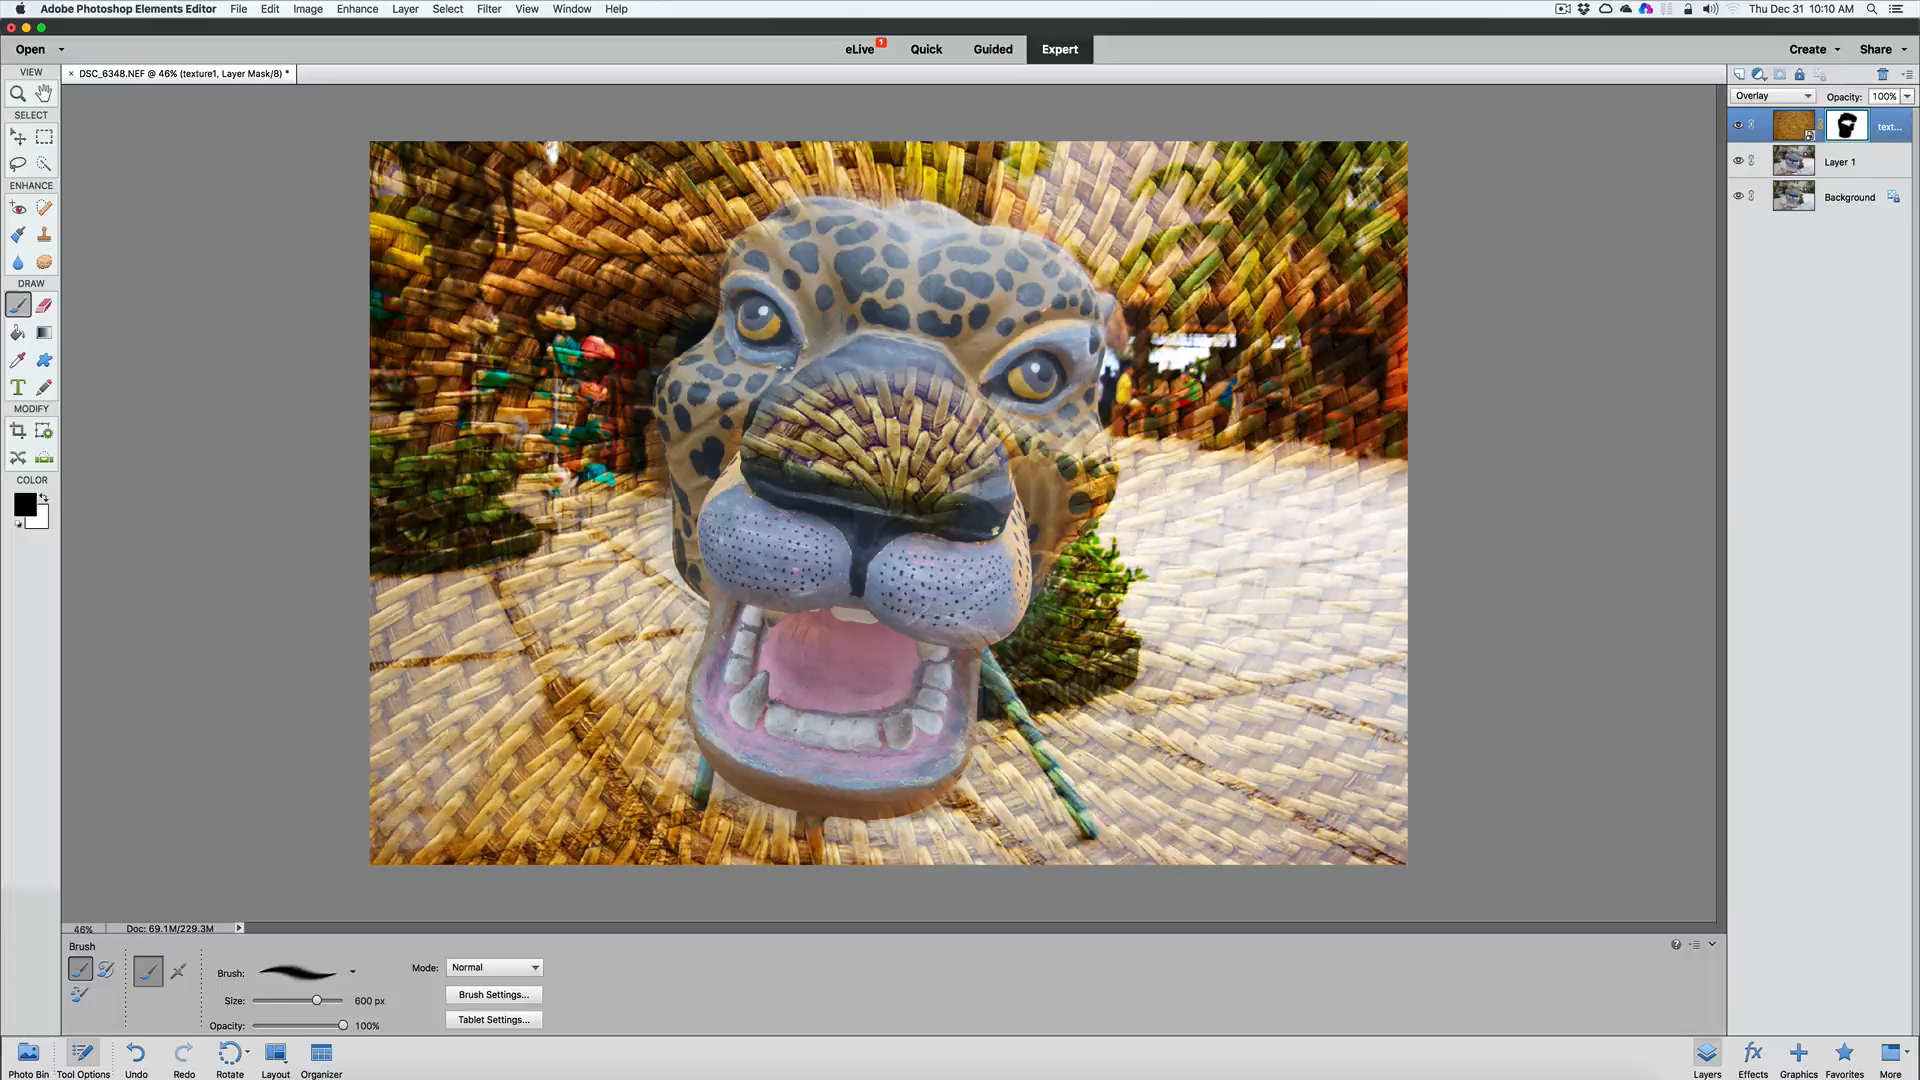 Adobe Photoshop Elements Editor File Edit Image Enhance Layer Select Filter View Window Help Thu Dec 31 10:10 AM
Open eLive 1 Quick Guided Expert Create Share
VIEW × DSC_6348.NEF @ 46% (texture1, Layer Mask/8) *
Overlay Opacity: 100%
SELECT
text...
Layer 1
ENHANCE
Background
DRAW
T
MODIFY
COLOR
46% Doc: 69.1M/229.3M
Brush
Brush: Mode: Normal
Size: 600 px Brush Settings...
Opacity: 100% Tablet Settings...
fx
Photo Bin Tool Options Undo Redo Rotate Layout Organizer Layers Effects Graphics Favorites More